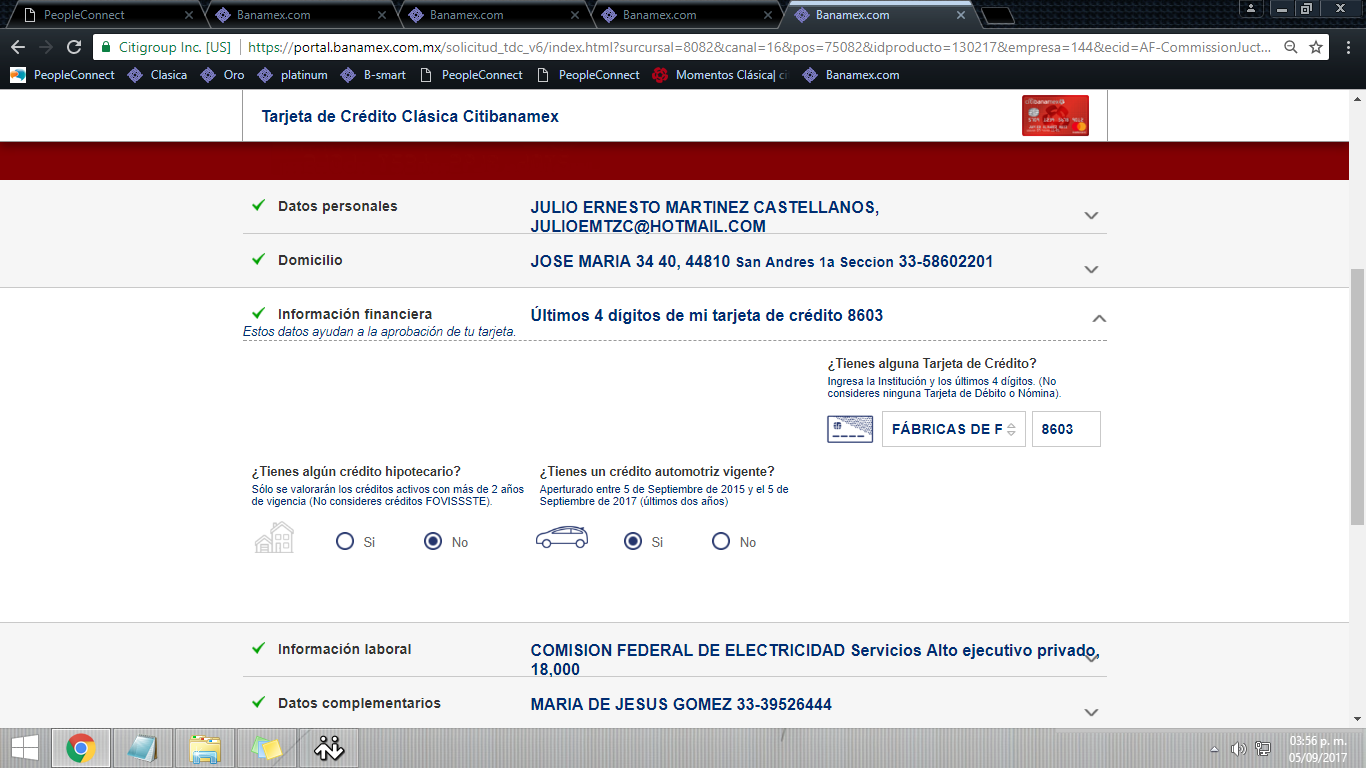 PeopleConnect
Banamex.com
Banamex.com
Banamex.com
Banamex.com
Citigroup Inc. [US]
https://portal.banamex.com.mx/solicitud_tdc_v6/index.html?surcursal=8082&canal=16&pos=75082&idproducto=130217&empresa=144&ecid=AF-CommissionJuct...
PeopleConnect
Clasica
Oro
platinum
B-smart
PeopleConnect
PeopleConnect
Momentos Clásica| ci
Banamex.com
Tarjeta de Crédito Clásica Citibanamex
citibanamex
Datos personales
JULIO ERNESTO MARTINEZ CASTELLANOS,
JULIOEMTZC@HOTMAIL.COM
Domicilio
JOSE MARIA 34 40, 44810 San Andres 1a Seccion 33-58602201
Información financiera
Estos datos ayudan a la aprobación de tu tarjeta.
Últimos 4 dígitos de mi tarjeta de crédito 8603
¿Tienes alguna Tarjeta de Crédito?
Ingresa la Institución y los últimos 4 dígitos. (No
consideres ninguna Tarjeta de Débito o Nómina).
FÁBRICAS DE F
8603
¿Tienes algún crédito hipotecario?
Sólo se valorarán los créditos activos con más de 2 años
de vigencia (No consideres créditos FOVISSSTE).
Si
No
¿Tienes un crédito automotriz vigente?
Aperturado entre 5 de Septiembre de 2015 y el 5 de
Septiembre de 2017 (últimos dos años)
Si
No
Información laboral
COMISION FEDERAL DE ELECTRICIDAD Servicios Alto ejecutivo privado,
18,000
Datos complementarios
MARIA DE JESUS GOMEZ 33-39526444
03:56 p. m.
05/09/2017